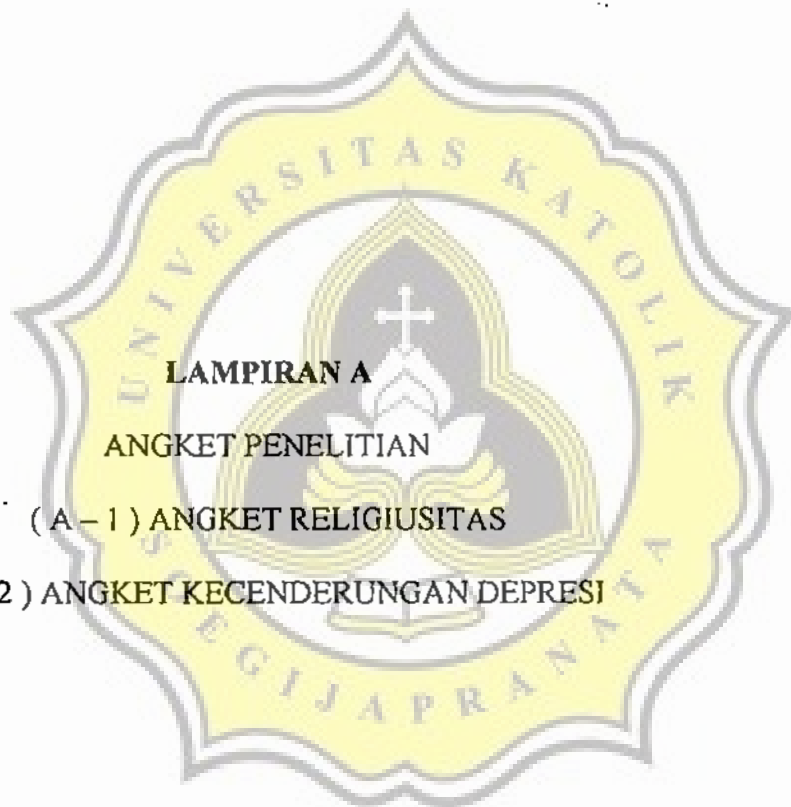 UNIVERSITAS KATOLIK
LAMPIRAN A
ANGKET PENELITIAN
( A – 1 ) ANGKET RELIGIUSITAS
2 ) ANGKET KECENDERUNGAN DEPRESI
SOEGIJAPRANATA